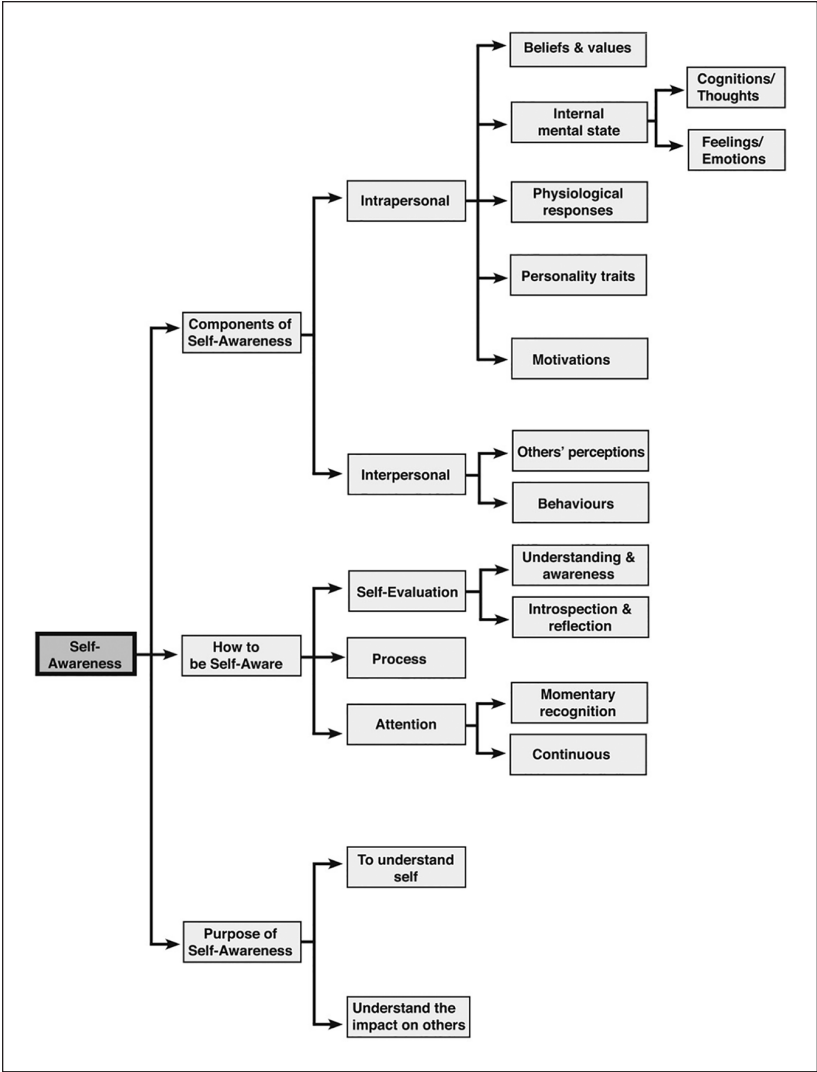 Beliefs & values
Cognitions/
Thoughts
Internal
mental state
Feelings/
Emotions
Intrapersonal
Physiological
responses
Personality traits
Components of
Self-Awareness
Motivations
Others’ perceptions
Interpersonal
Behaviours
Understanding &
awareness
Self-Evaluation
Introspection &
reflection
Self-
Awareness
How to
be Self-Aware
Process
Momentary
recognition
Attention
Continuous
To understand
self
Purpose of
Self-Awareness
Understand the
impact on others